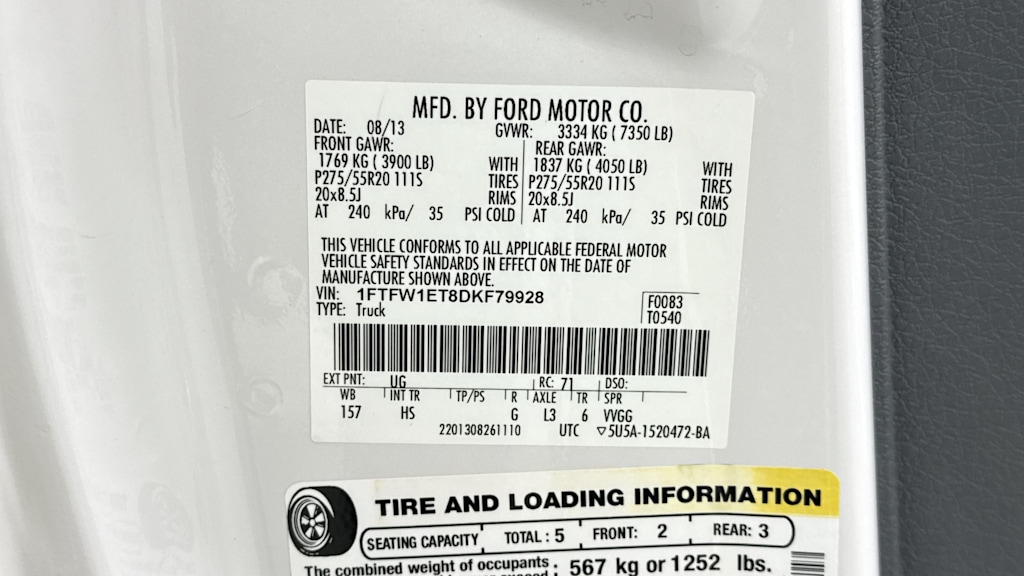 MFD. BY FORD MOTOR CO.
DATE: 08/13 GVWR: 3334 KG ( 7350 LB)
FRONT GAWR: REAR GAWR:
1769 KG ( 3900 LB) WITH 1837 KG ( 4050 LB) WITH
P275/55R20 111S TIRES P275/55R20 111S TIRES
20x8.5J RIMS 20x8.5J RIMS
AT 240 kPa/ 35 PSI COLD AT 240 kPa/ 35 PSI COLD
THIS VEHICLE CONFORMS TO ALL APPLICABLE FEDERAL MOTOR
VEHICLE SAFETY STANDARDS IN EFFECT ON THE DATE OF
MANUFACTURE SHOWN ABOVE.
VIN: 1FTFW1ET8DKF79928 F0083
TYPE: Truck T0540
EXT PNT: UG RC: 71 DSO:
WB INT TR TP/PS R AXLE TR SPR
157 HS G L3 6 VVGG
2201308261110 UTC ▽5U5A-1520472-BA
TIRE AND LOADING INFORMATION
SEATING CAPACITY TOTAL : 5 FRONT: 2 REAR: 3
The combined weight of occupants : 567 kg or 1252 lbs.